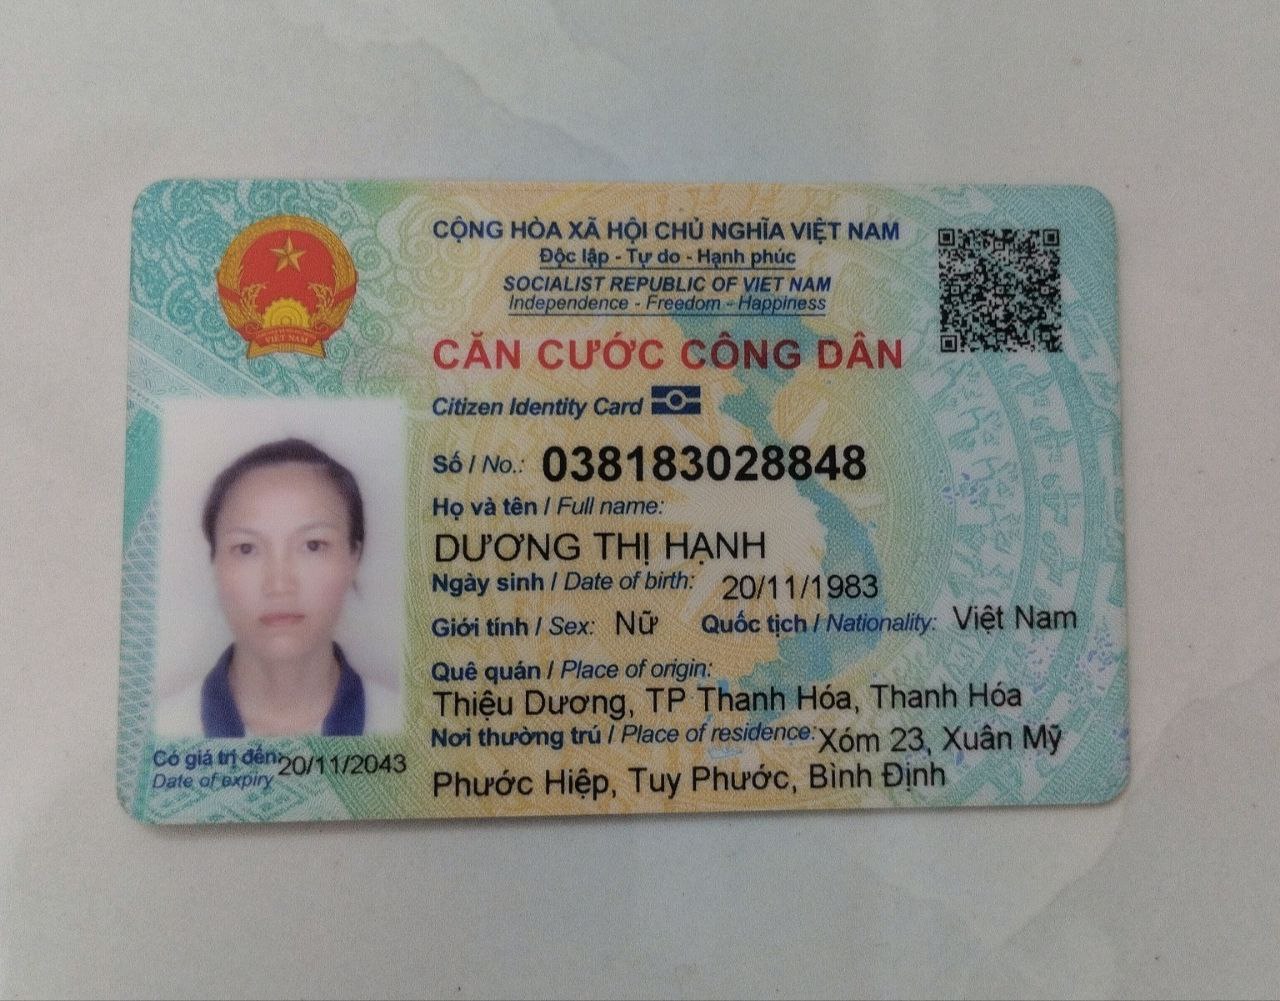 CỘNG HÒA XÃ HỘI CHỦ NGHĨA VIỆT NAM
Độc lập - Tự do - Hạnh phúc
SOCIALIST REPUBLIC OF VIET NAM
Independence - Freedom - Happiness
CĂN CƯỚC CÔNG DÂN
Citizen Identity Card
Số / No.: 038183028848
Họ và tên / Full name:
DƯƠNG THỊ HẠNH
Ngày sinh / Date of birth: 20/11/1983
Giới tính / Sex: Nữ Quốc tịch / Nationality: Việt Nam
Quê quán / Place of origin:
Thiệu Dương, TP Thanh Hóa, Thanh Hóa
Nơi thường trú / Place of residence: Xóm 23, Xuân Mỹ
Phước Hiệp, Tuy Phước, Bình Định
Có giá trị đến: 20/11/2043
Date of expiry
VIỆT NAM